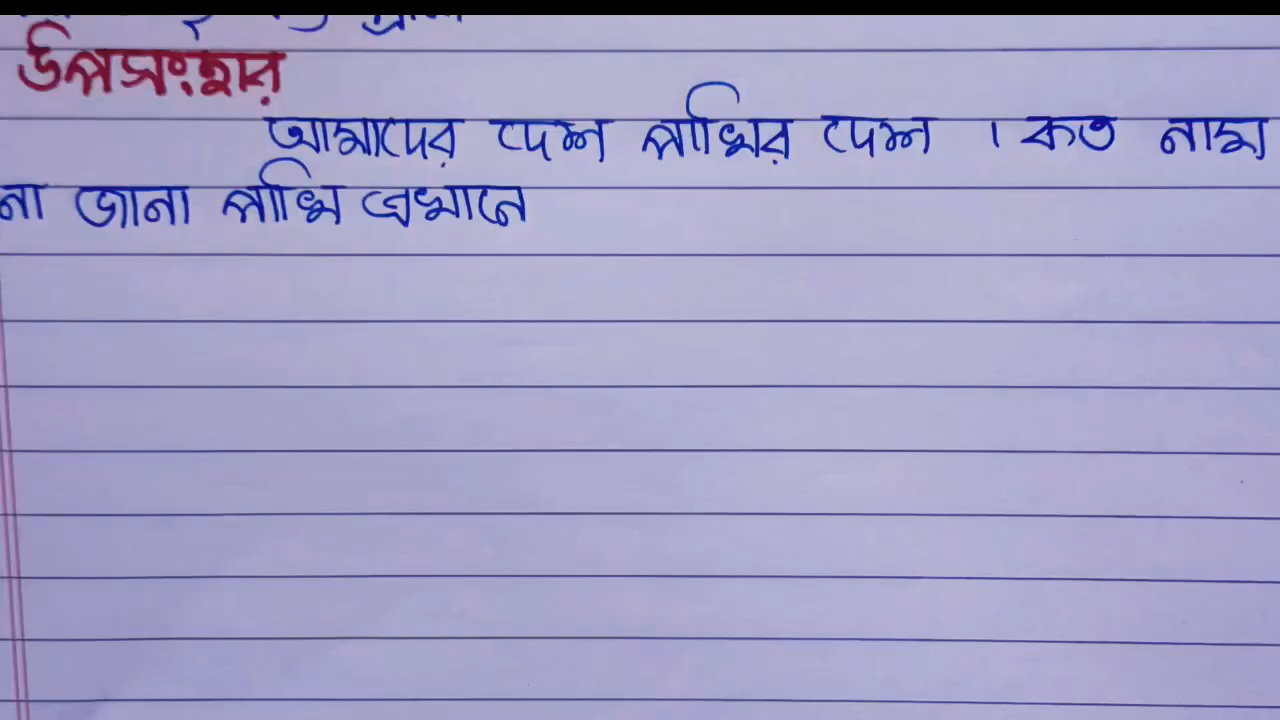 উপসংহার
আমাদের দেশ পাখির দেশ । কত নাম
না জানা পাখি এখানে